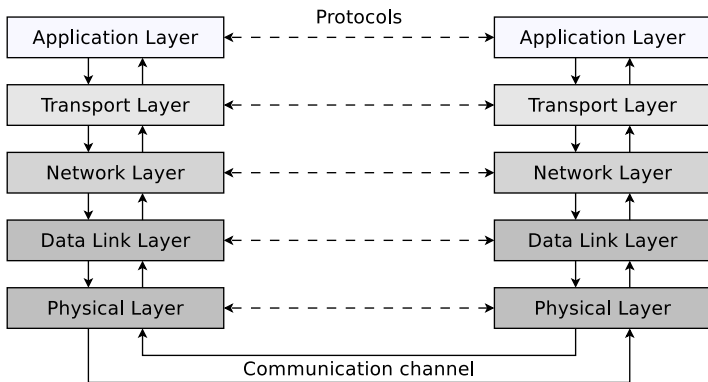 Protocols
Application Layer Application Layer
Transport Layer Transport Layer
Network Layer Network Layer
Data Link Layer Data Link Layer
Physical Layer Physical Layer
Communication channel